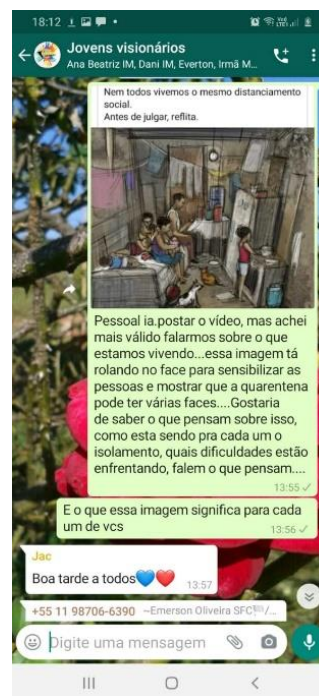 18:12
Jovens visionários
Ana Beatriz IM, Dani IM, Everton, Irmã M...
Nem todos vivemos o mesmo distanciamento
social.
Antes de julgar, reflita.
Pessoal ia.postar o vídeo, mas achei
mais válido falarmos sobre o que
estamos vivendo...essa imagem tá
rolando no face para sensibilizar as
pessoas e mostrar que a quarentena
pode ter várias faces....Gostaria
de saber o que pensam sobre isso,
como esta sendo pra cada um o
isolamento, quais dificuldades estão
enfrentando, falem o que pensam....
13:55
E o que essa imagem significa para cada
um de vcs
13:56
Jac
Boa tarde a todos💙❤️
13:57
+55 11 98706-6390 ~Emerson Oliveira SFC
Digite uma mensagem